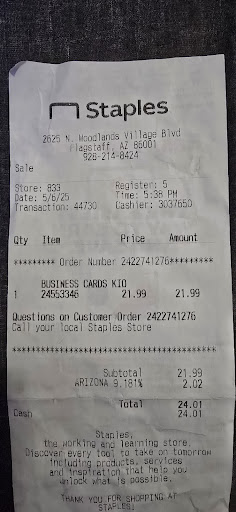 Staples
2625 N. Woodlands Village Blvd
Flagstaff, AZ 86001
928-214-8424
Sale
Store: 833 Register: 5
Date: 5/6/25 Time: 5:38 PM
Transaction: 44730 Cashier: 3037650
Qty Item Price Amount
********* Order Number 2422741276*********
BUSINESS CARDS KIO
1 24553346 21.99 21.99
Questions on Customer Order 2422741276
Call your local Staples Store
******************************************
Subtotal 21.99
ARIZONA 9.181% 2.02
Total 24.01
Cash 24.01
Staples,
the working and learning store.
Discover every tool to take on tomorrow
including products, services
and inspiration that help you
unlock what is possible.
THANK YOU FOR SHOPPING AT
STAPLES!